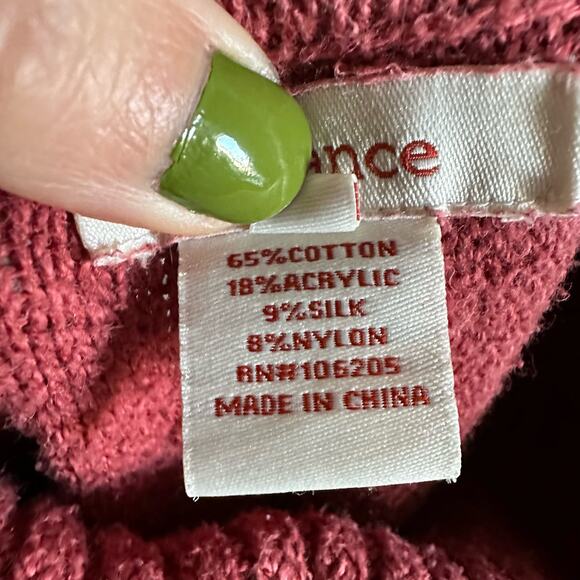 ance
65%COTTON
18%ACRYLIC
9%SILK
8%NYLON
RN#106205
MADE IN CHINA